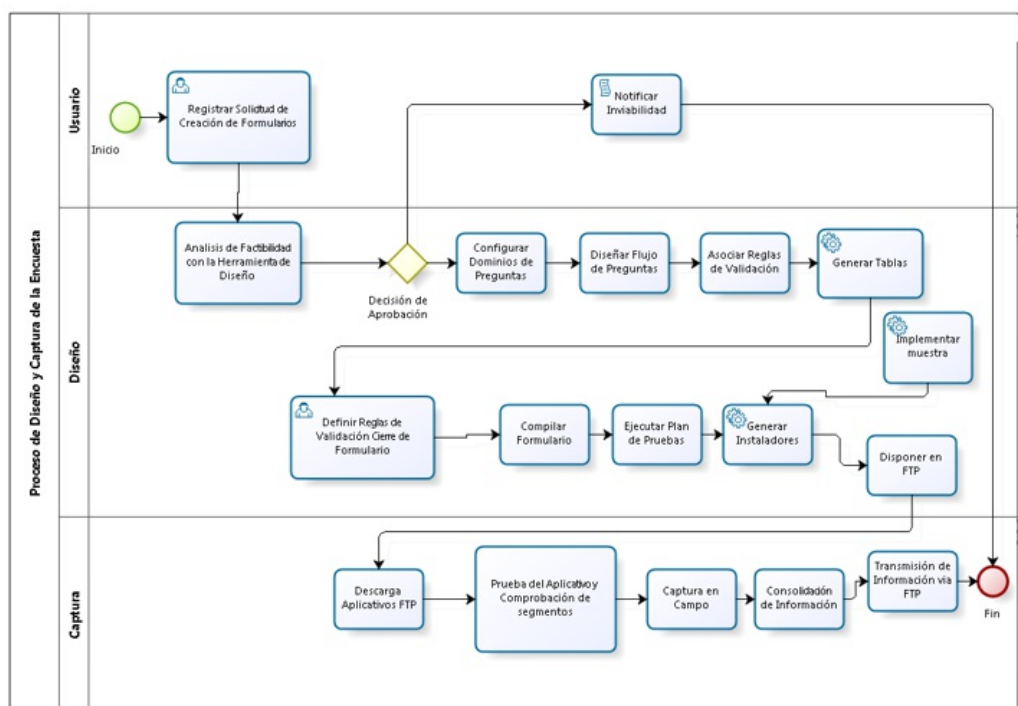 Proceso de Diseño y Captura de la Encuesta
Usuario
Inicio
Registrar Solicitud de
Creación de Formularios
Notificar
Inviabilidad
Diseño
Analisis de Factibilidad
con la Herramienta de
Diseño
Decisión de
Aprobación
Configurar
Dominios de
Preguntas
Diseñar Flujo
de Preguntas
Asociar Reglas
de Validación
Generar Tablas
Implementar
muestra
Definir Reglas de
Validación Cierre de
Formulario
Compilar
Formulario
Ejecutar Plan
de Pruebas
Generar
Instaladores
Disponer en
FTP
Captura
Descarga
Aplicativos FTP
Prueba del Aplicativo y
Comprobación de
segmentos
Captura en
Campo
Consolidación
de Información
Transmisión de
Información via
FTP
Fin